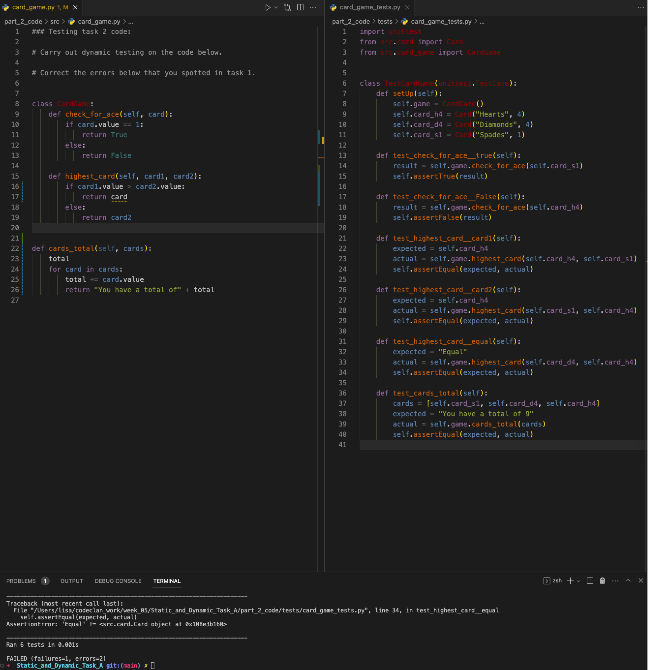 card_game.py 1, M
part_2_code > src > card_game.py > ...
1 ### Testing task 2 code:
2
3 # Carry out dynamic testing on the code below.
4
5 # Correct the errors below that you spotted in task 1.
6
7
8 class CardGame:
9 def check_for_ace(self, card):
10 if card.value == 1:
11 return True
12 else:
13 return False
14
15 def highest_card(self, card1, card2):
16 if card1.value > card2.value:
17 return card
18 else:
19 return card2
20
21
22 def cards_total(self, cards):
23 total
24 for card in cards:
25 total += card.value
26 return "You have a total of" + total
27
card_game_tests.py
part_2_code > tests > card_game_tests.py > ...
1 import unittest
2 from src.card import Card
3 from src.card_game import CardGame
4
5
6 class TestCardGame(unittest.TestCase):
7 def setUp(self):
8 self.game = CardGame()
9 self.card_h4 = Card("Hearts", 4)
10 self.card_d4 = Card("Diamonds", 4)
11 self.card_s1 = Card("Spades", 1)
12
13 def test_check_for_ace__true(self):
14 result = self.game.check_for_ace(self.card_s1)
15 self.assertTrue(result)
16
17 def test_check_for_ace__False(self):
18 result = self.game.check_for_ace(self.card_h4)
19 self.assertFalse(result)
20
21 def test_highest_card__card1(self):
22 expected = self.card_h4
23 actual = self.game.highest_card(self.card_h4, self.card_s1)
24 self.assertEqual(expected, actual)
25
26 def test_highest_card__card2(self):
27 expected = self.card_h4
28 actual = self.game.highest_card(self.card_s1, self.card_h4)
29 self.assertEqual(expected, actual)
30
31 def test_highest_card__equal(self):
32 expected = "Equal"
33 actual = self.game.highest_card(self.card_d4, self.card_h4)
34 self.assertEqual(expected, actual)
35
36 def test_cards_total(self):
37 cards = [self.card_s1, self.card_d4, self.card_h4]
38 expected = "You have a total of 9"
39 actual = self.game.cards_total(cards)
40 self.assertEqual(expected, actual)
41
PROBLEMS 1 OUTPUT DEBUG CONSOLE TERMINAL zsh
Traceback (most recent call last):
File "/Users/lisa/codeclan_work/week_05/Static_and_Dynamic_Task_A/part_2_code/tests/card_game_tests.py", line 34, in test_highest_card__equal
self.assertEqual(expected, actual)
AssertionError: 'Equal' != <src.card.Card object at
Ran 6 tests in 0.001s
FAILED (failures=1, errors=2)
Static_and_Dynamic_Task_A git:(main) ✗